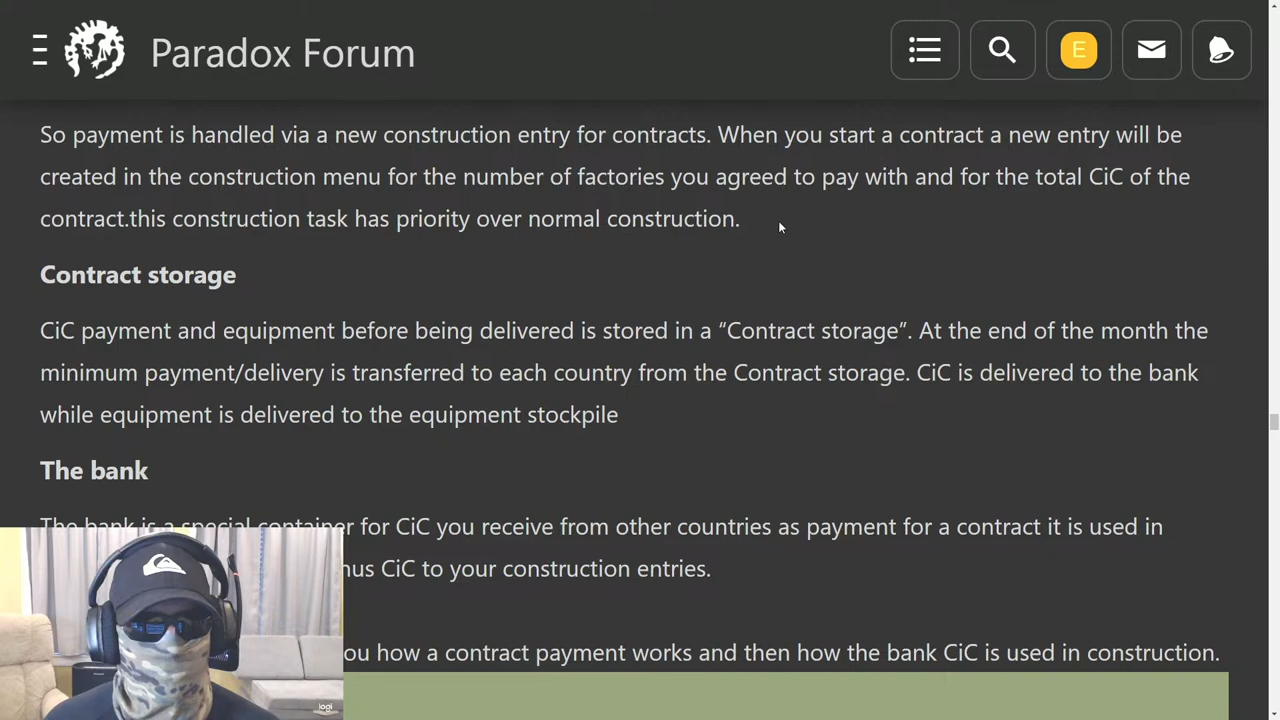 Paradox Forum
E
So payment is handled via a new construction entry for contracts. When you start a contract a new entry will be
created in the construction menu for the number of factories you agreed to pay with and for the total CiC of the
contract.this construction task has priority over normal construction.
Contract storage
CiC payment and equipment before being delivered is stored in a “Contract storage”. At the end of the month the
minimum payment/delivery is transferred to each country from the Contract storage. CiC is delivered to the bank
while equipment is delivered to the equipment stockpile
The bank
The bank is a special container for CiC you receive from other countries as payment for a contract it is used in
CiC to your construction entries.
how a contract payment works and then how the bank CiC is used in construction.
logi